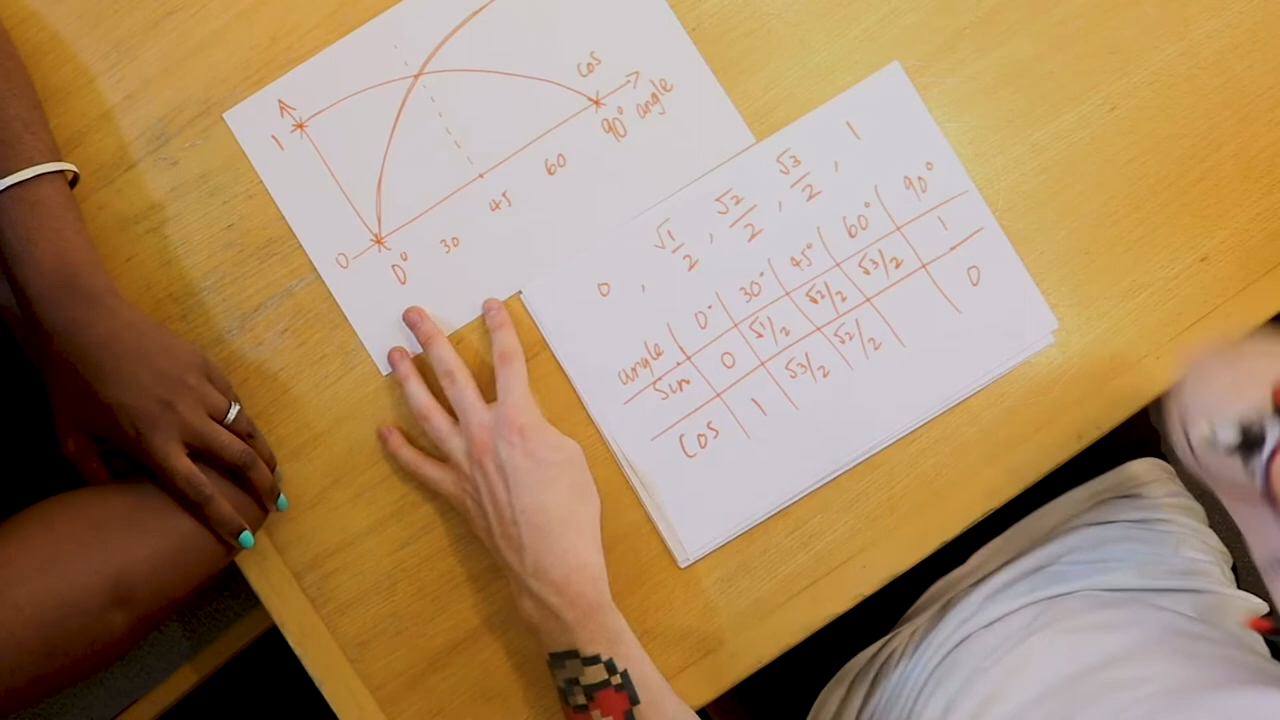 cos
1
90° angle
60
45
30
0
0°
0 , √1/2 , √2/2 , √3/2 , 1
angle 0° 30° 45° 60° 90°
Sin 0 √1/2 √2/2 √3/2 1
Cos 1 √3/2 √2/2 0